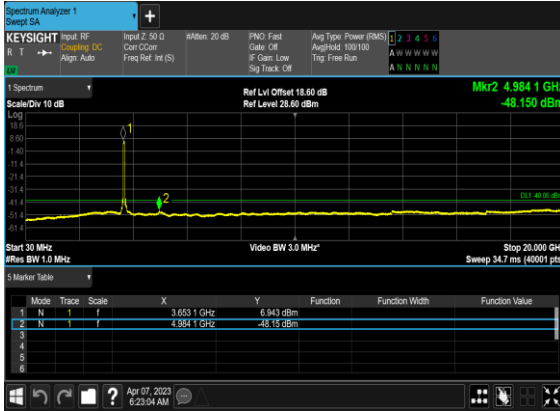 Spectrum Analyzer 1
Swept SA
+
KEYSIGHT Input: RF Input Z: 50 Ω #Atten: 20 dB PNO: Fast Avg Type: Power (RMS) 1 2 3 4 5 6
R T Coupling: DC Corr CCorr Gate: Off Avg|Hold: 100/100 A W W W W W
Align: Auto Freq Ref: Int (S) IF Gain: Low Trig: Free Run
Sig Track: Off A N N N N N
1 Spectrum Ref Lvl Offset 18.60 dB Mkr2 4.984 1 GHz
Scale/Div 10 dB Ref Level 28.60 dBm -48.150 dBm
Log
18.6
8.60
-1.40
-11.4
-21.4
-31.4
-41.4
-51.4
-61.4
1
2
DL1 -40.00 dBm
Start 30 MHz Video BW 3.0 MHz* Stop 20.000 GH
#Res BW 1.0 MHz Sweep 34.7 ms (40001 pts
5 Marker Table
Mode Trace Scale X Y Function Function Width Function Value
1 N 1 f 3.653 1 GHz 6.943 dBm
2 N 1 f 4.984 1 GHz -48.15 dBm
3
4
5
6
? Apr 07, 2023
6:23:04 AM